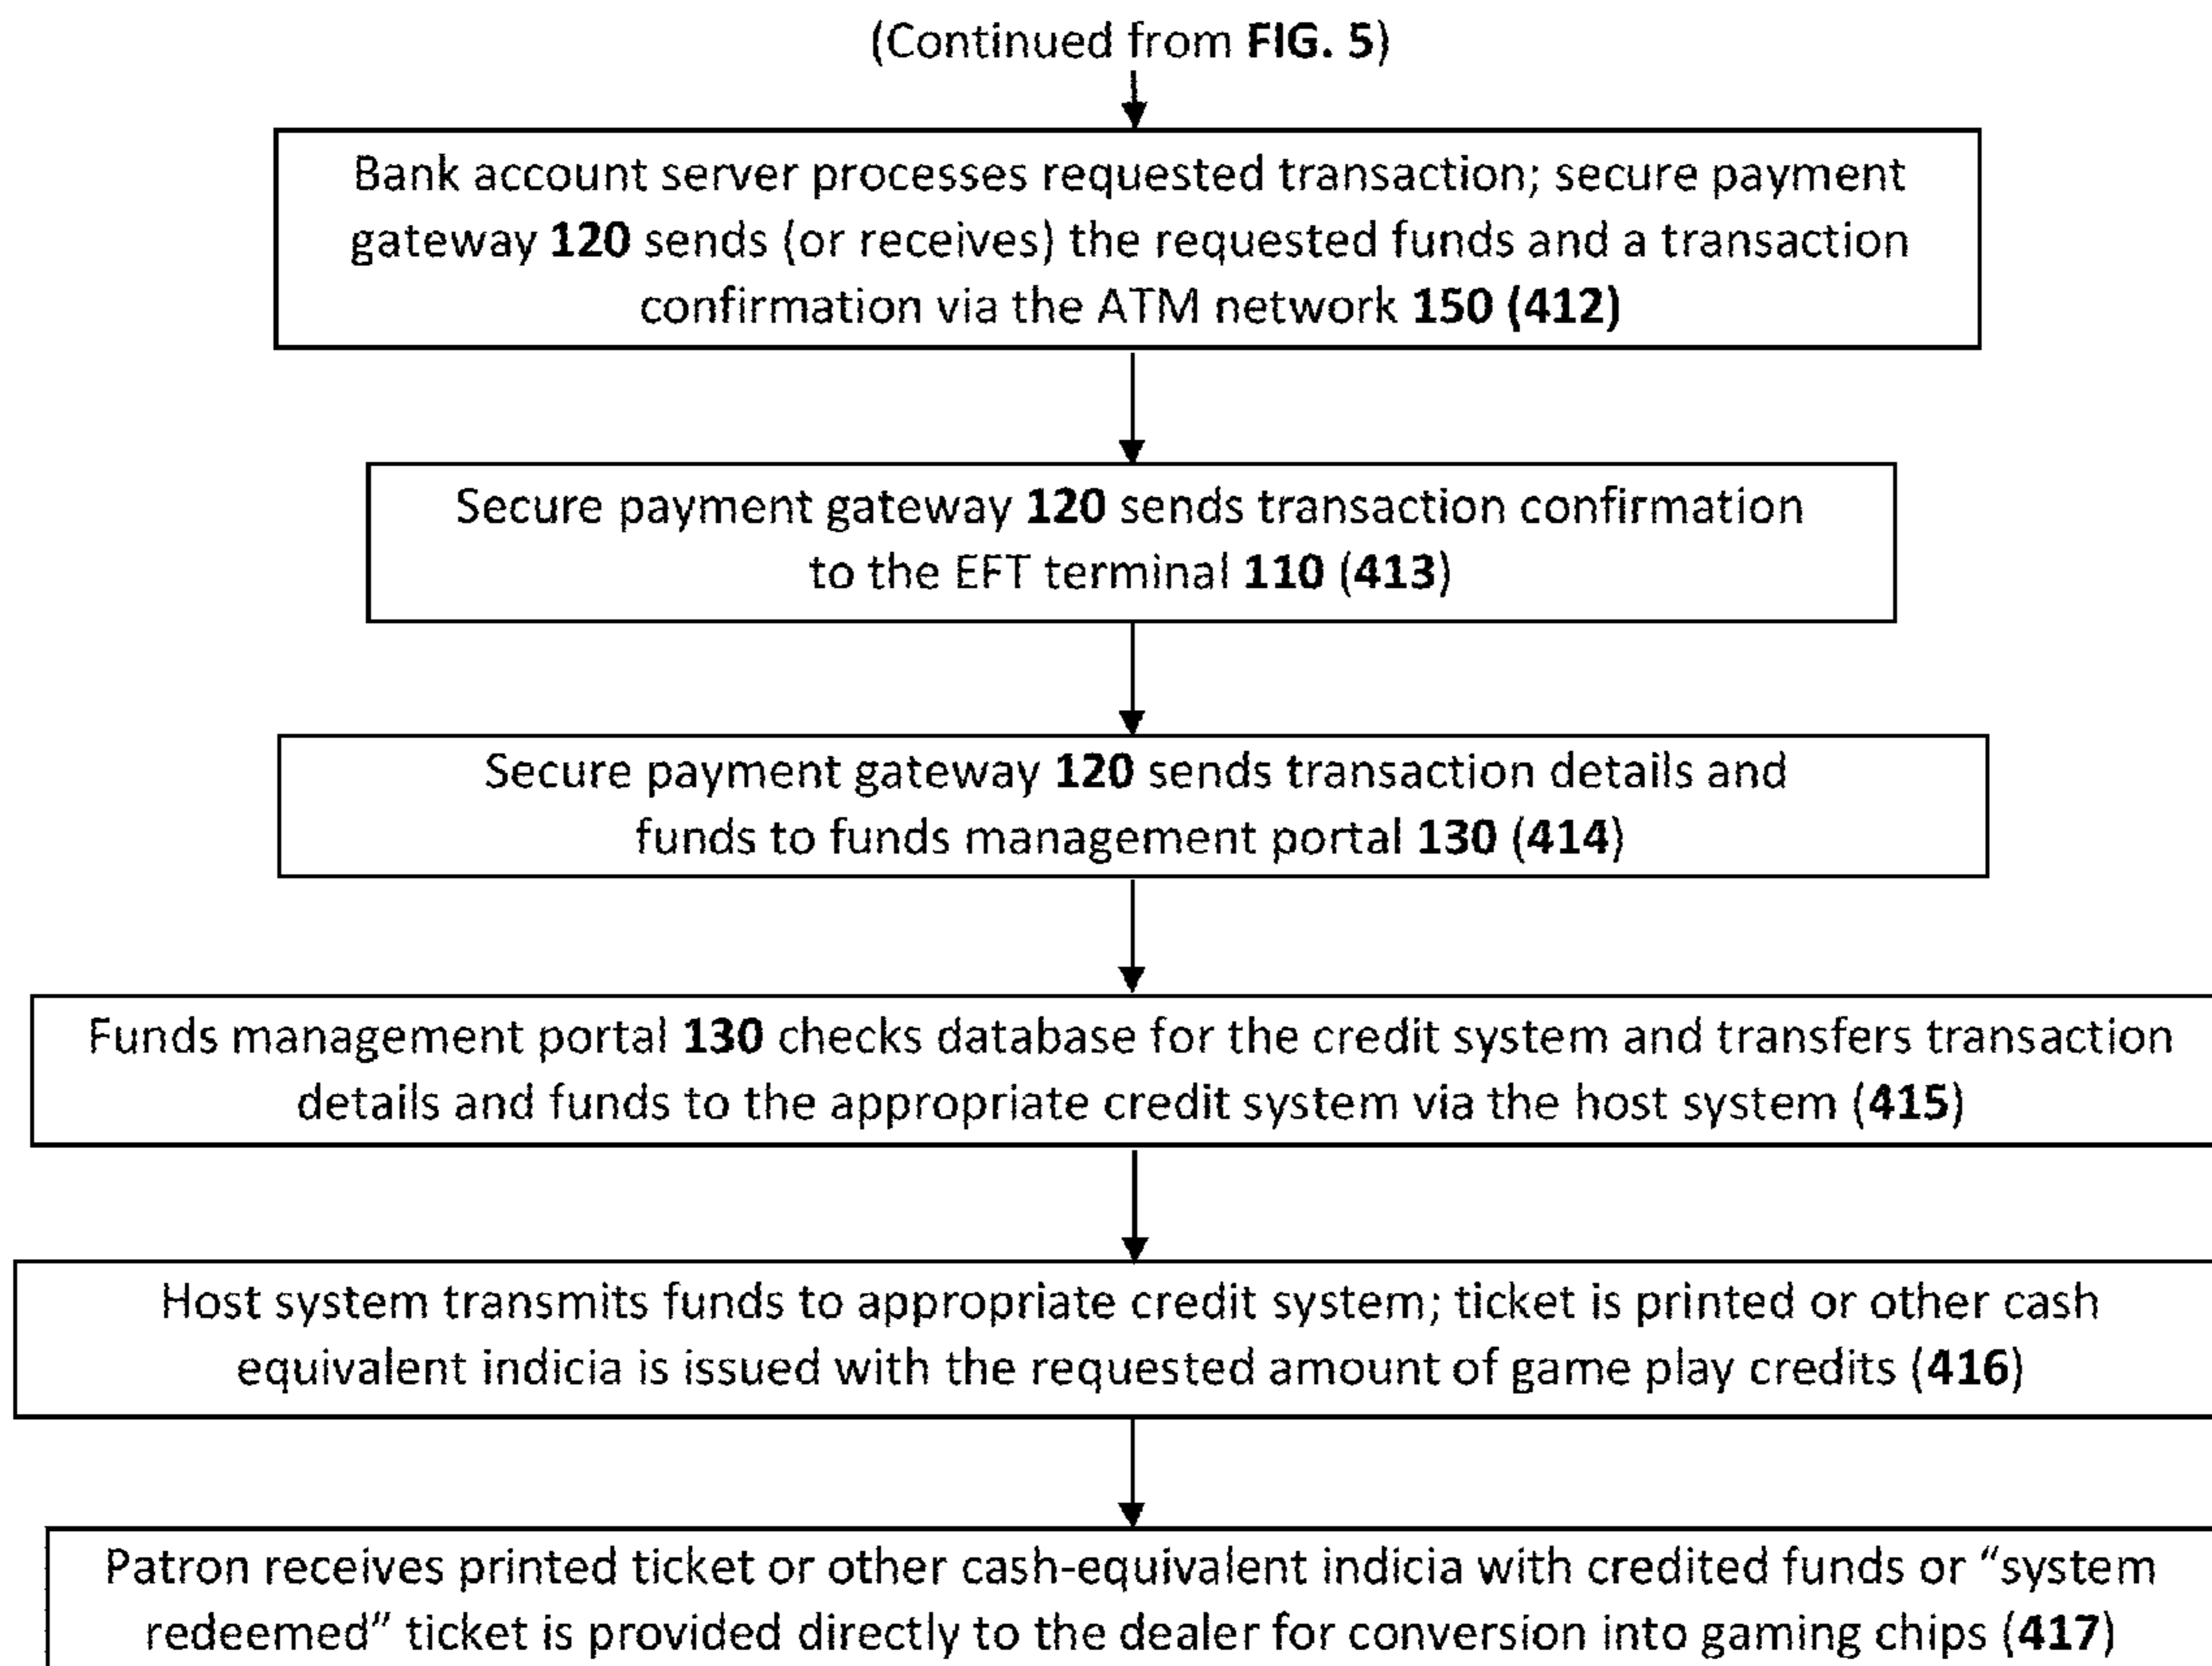 (Continued from FIG. 5)
Bank account server processes requested transaction; secure payment
gateway 120 sends (or receives) the requested funds and a transaction
confirmation via the ATM network 150 (412)
Secure payment gateway 120 sends transaction confirmation
to the EFT terminal 110 (413)
Secure payment gateway 120 sends transaction details and
funds to funds management portal 130 (414)
Funds management portal 130 checks database for the credit system and transfers transaction
details and funds to the appropriate credit system via the host system (415)
Host system transmits funds to appropriate credit system; ticket is printed or other cash
equivalent indicia is issued with the requested amount of game play credits (416)
Patron receives printed ticket or other cash-equivalent indicia with credited funds or “system
redeemed” ticket is provided directly to the dealer for conversion into gaming chips (417)